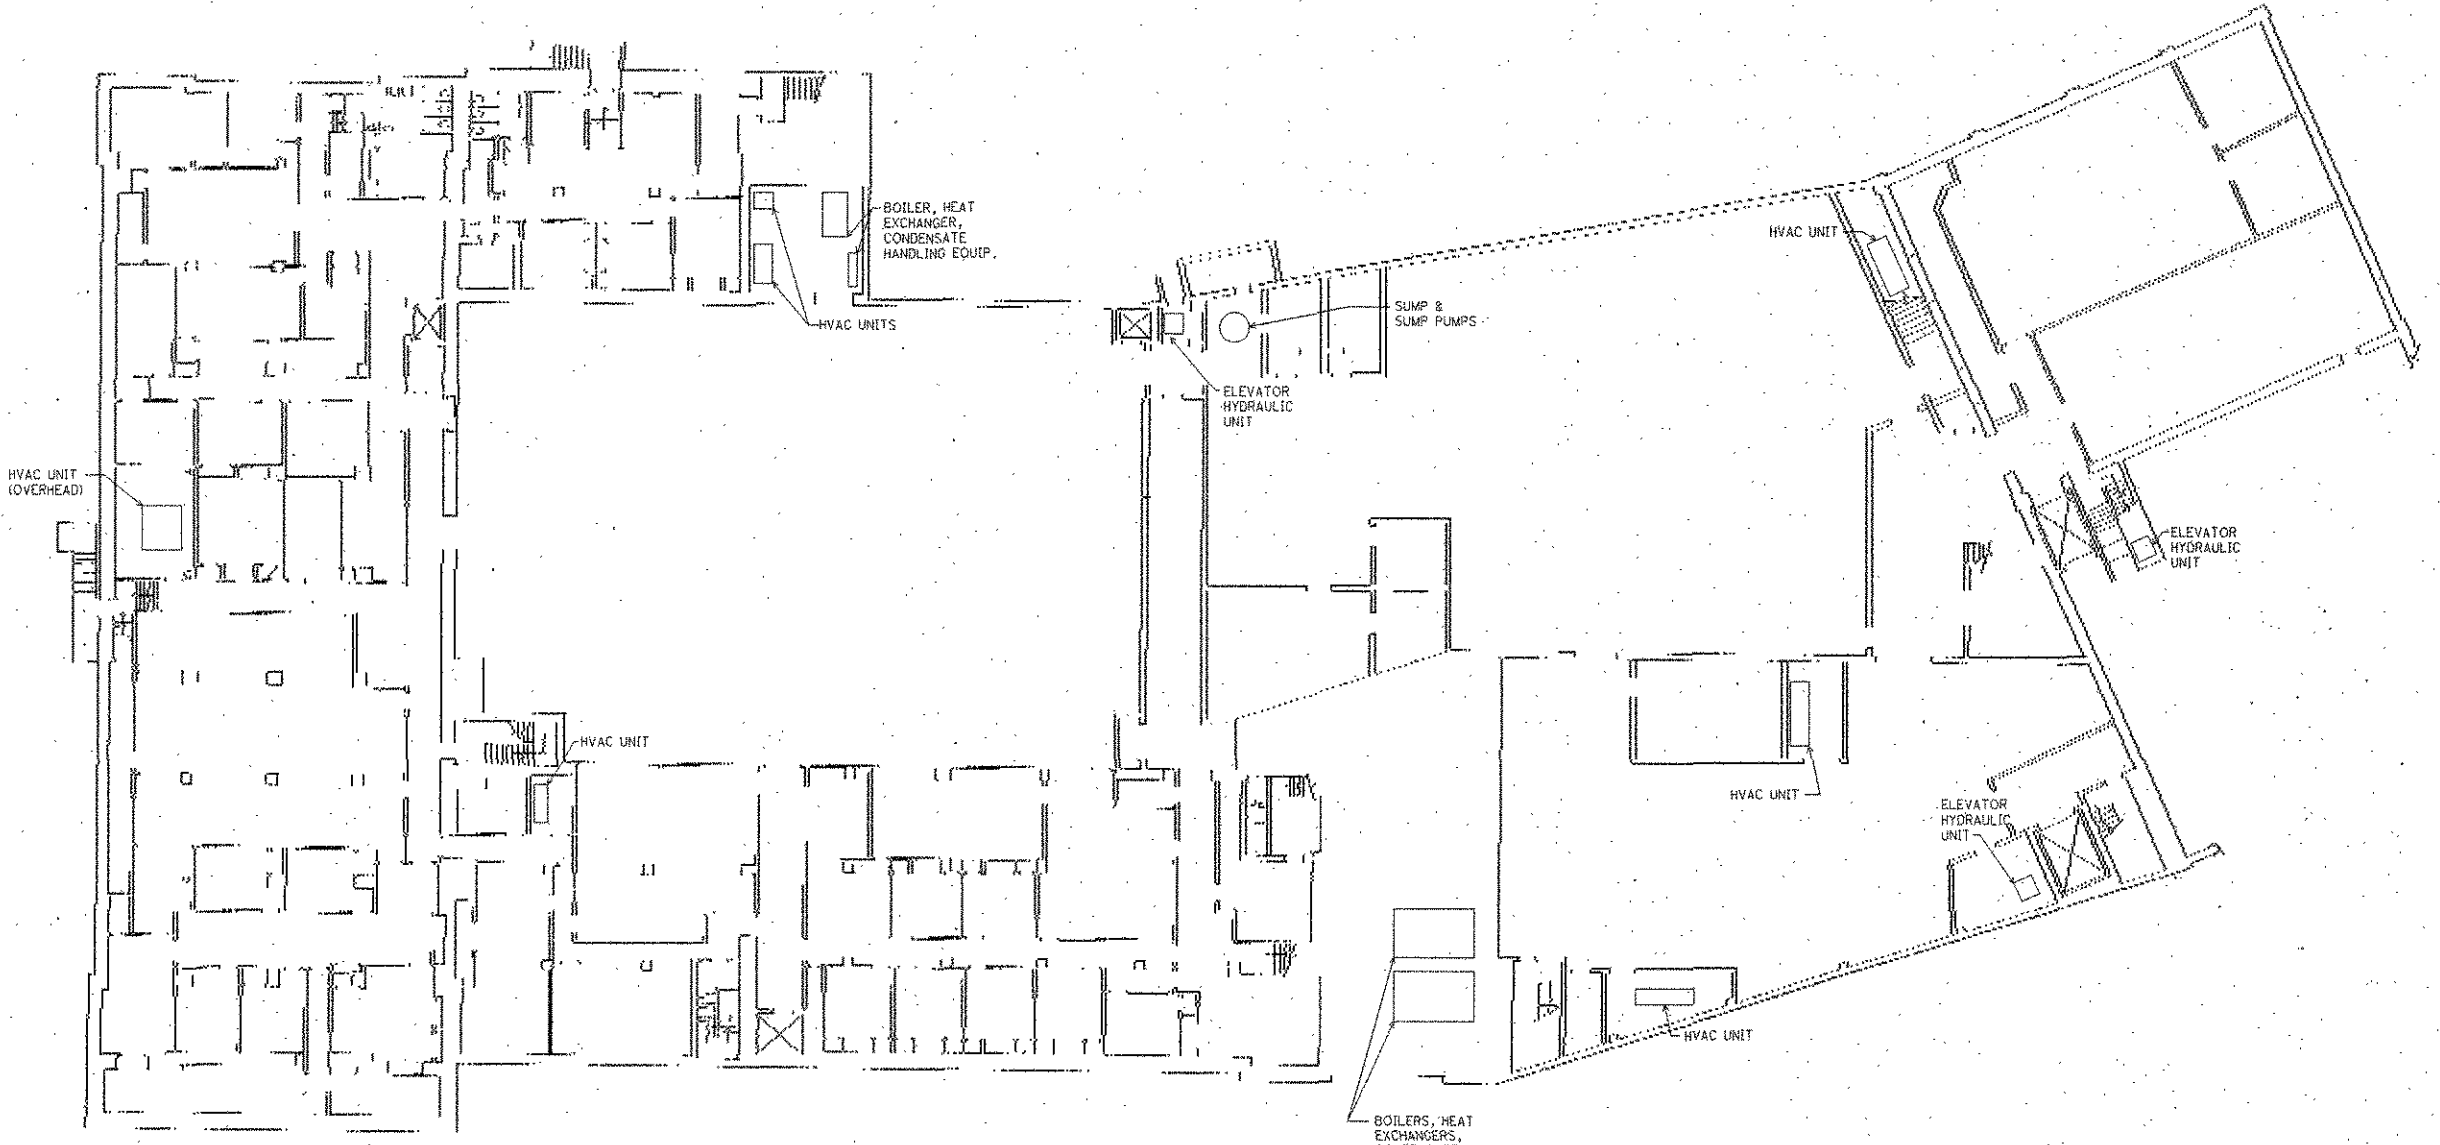 BOILER, HEAT
EXCHANGER,
CONDENSATE
HANDLING EQUIP.
HVAC UNIT
HVAC UNITS
SUMP &
SUMP PUMPS
ELEVATOR
HYDRAULIC
UNIT
HVAC UNIT
(OVERHEAD)
ELEVATOR
HYDRAULIC
UNIT
HVAC UNIT
HVAC UNIT
ELEVATOR
HYDRAULIC
UNIT
HVAC UNIT
BOILERS, HEAT
EXCHANGERS,